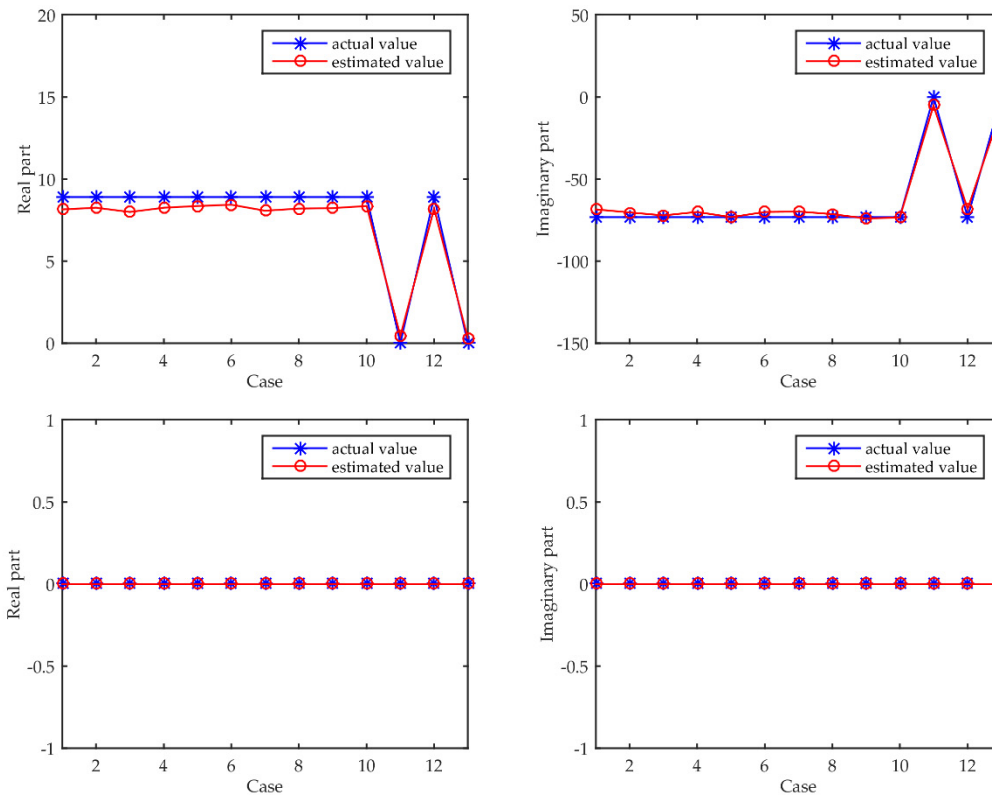 20
15
10
5
0
Real part
actual value
estimated value
2 4 6 8 10 12
Case
50
0
-50
-100
-150
Imaginary part
actual value
estimated value
2 4 6 8 10 12
Case
1
0.5
0
-0.5
-1
Real part
actual value
estimated value
2 4 6 8 10 12
Case
1
0.5
0
-0.5
-1
Imaginary part
actual value
estimated value
2 4 6 8 10 12
Case